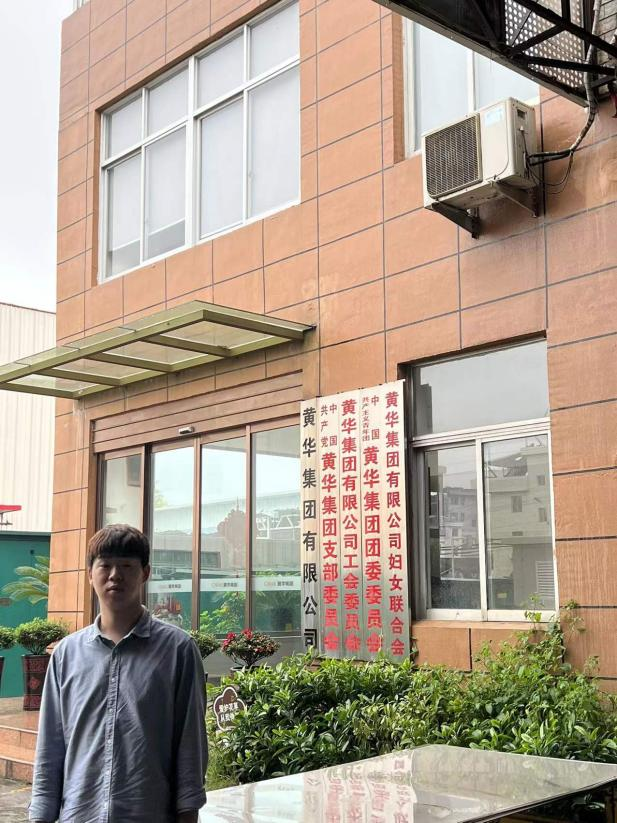 黄华集团有限公司
中国共产党黄华集团支部委员会
黄华集团有限公司工会委员会
中国共产主义青年团黄华集团团委委员会
黄华集团有限公司妇女联合会